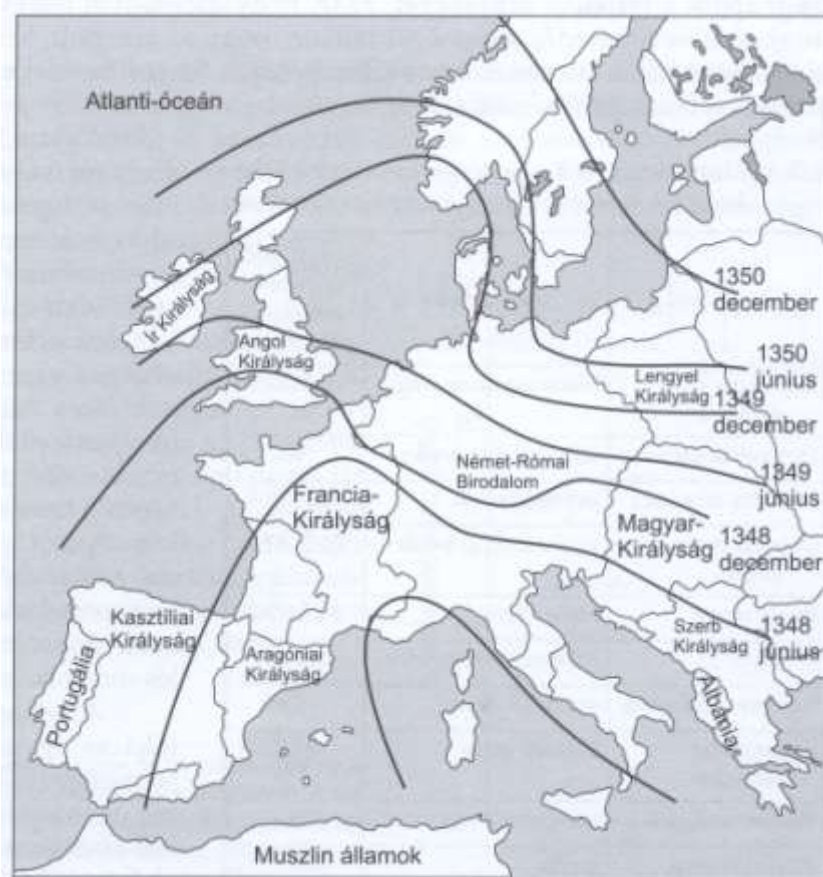 Atlanti-óceán
Ír Királyság
Angol
Királyság
1350
december
1350
június
Lengyel
Királyság
1349
december
Német-Római
Birodalom
1349
június
Francia-
Királyság
Magyar-
Királyság
1348
december
Kasztíliai
Királyság
Portugália
Aragóniai
Királyság
Szerb
Királyság
1348
június
Albánia
Muszlin államok